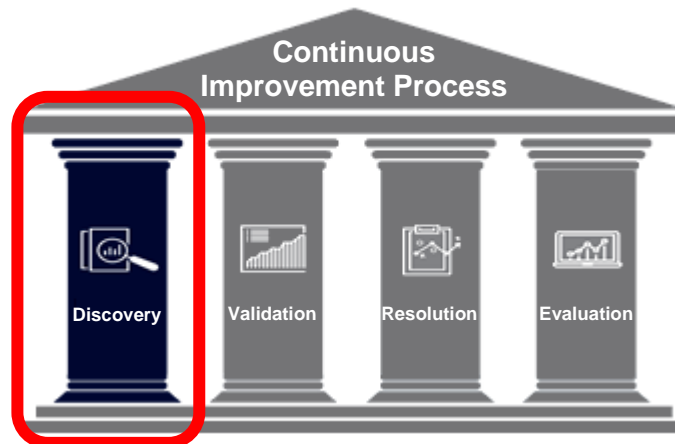 Continuous
Improvement Process
Discovery
Validation
Resolution
Evaluation